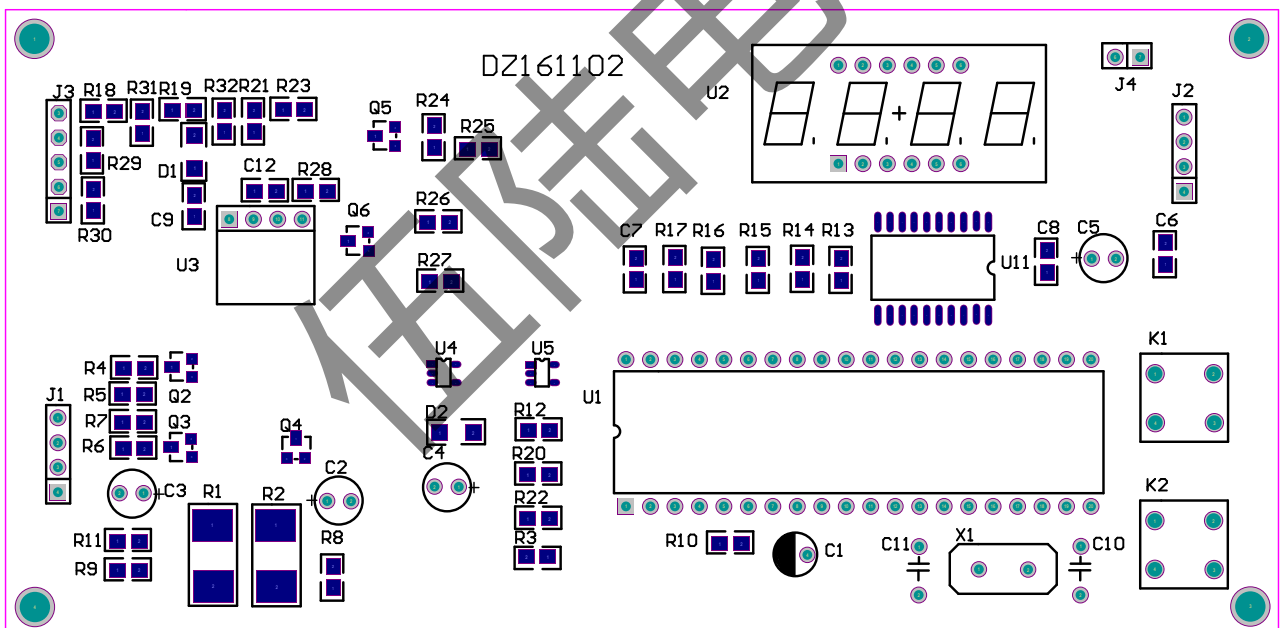 DZ161102
J4
U2
J3 R18 R31 R19 R32 R21 R23
J2
Q5 R24
R25
R29 D1 C12 R28
R26
C9 Q6
R30
C7 R17 R16 R15 R14 R13
C8 C5 C6
U3
R27
U11
伍陆电
U4 U5
K1
R4
R5 Q2
J1
U1
R7 Q3
D2 R12
R6 Q4
C4 R20
C2
C3 R1 R2
K2
R22
R11 R8 R3
R10 C1 C11 X1 C10
R9